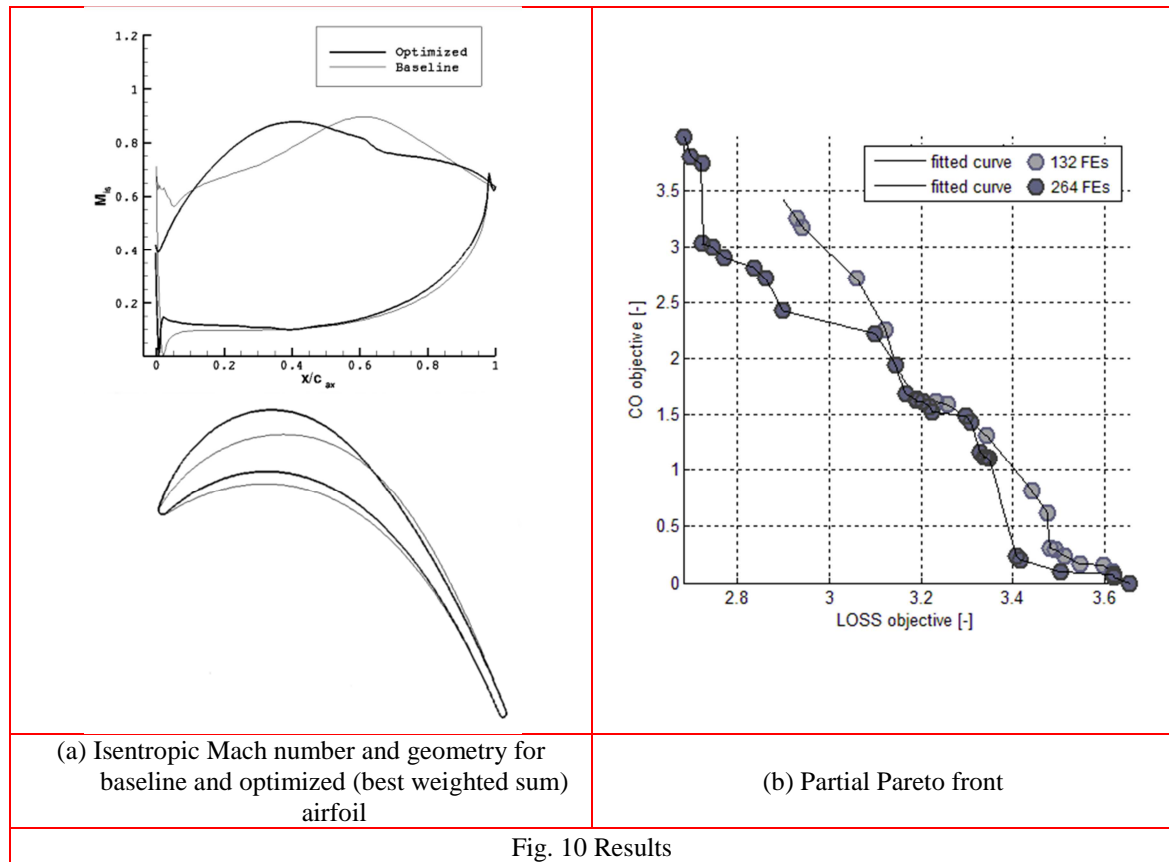 1.2
1
0.8
0.6
0.4
0.2
Mis
Optimized
Baseline
0
0.2
0.4
0.6
0.8
1
X/c ax
3.5
3
2.5
2
1.5
1
0.5
0
CO objective [-]
fitted curve 132 FEs
fitted curve 264 FEs
2.8
3
3.2
3.4
3.6
LOSS objective [-]
(a) Isentropic Mach number and geometry for
baseline and optimized (best weighted sum)
airfoil
(b) Partial Pareto front
Fig. 10 Results